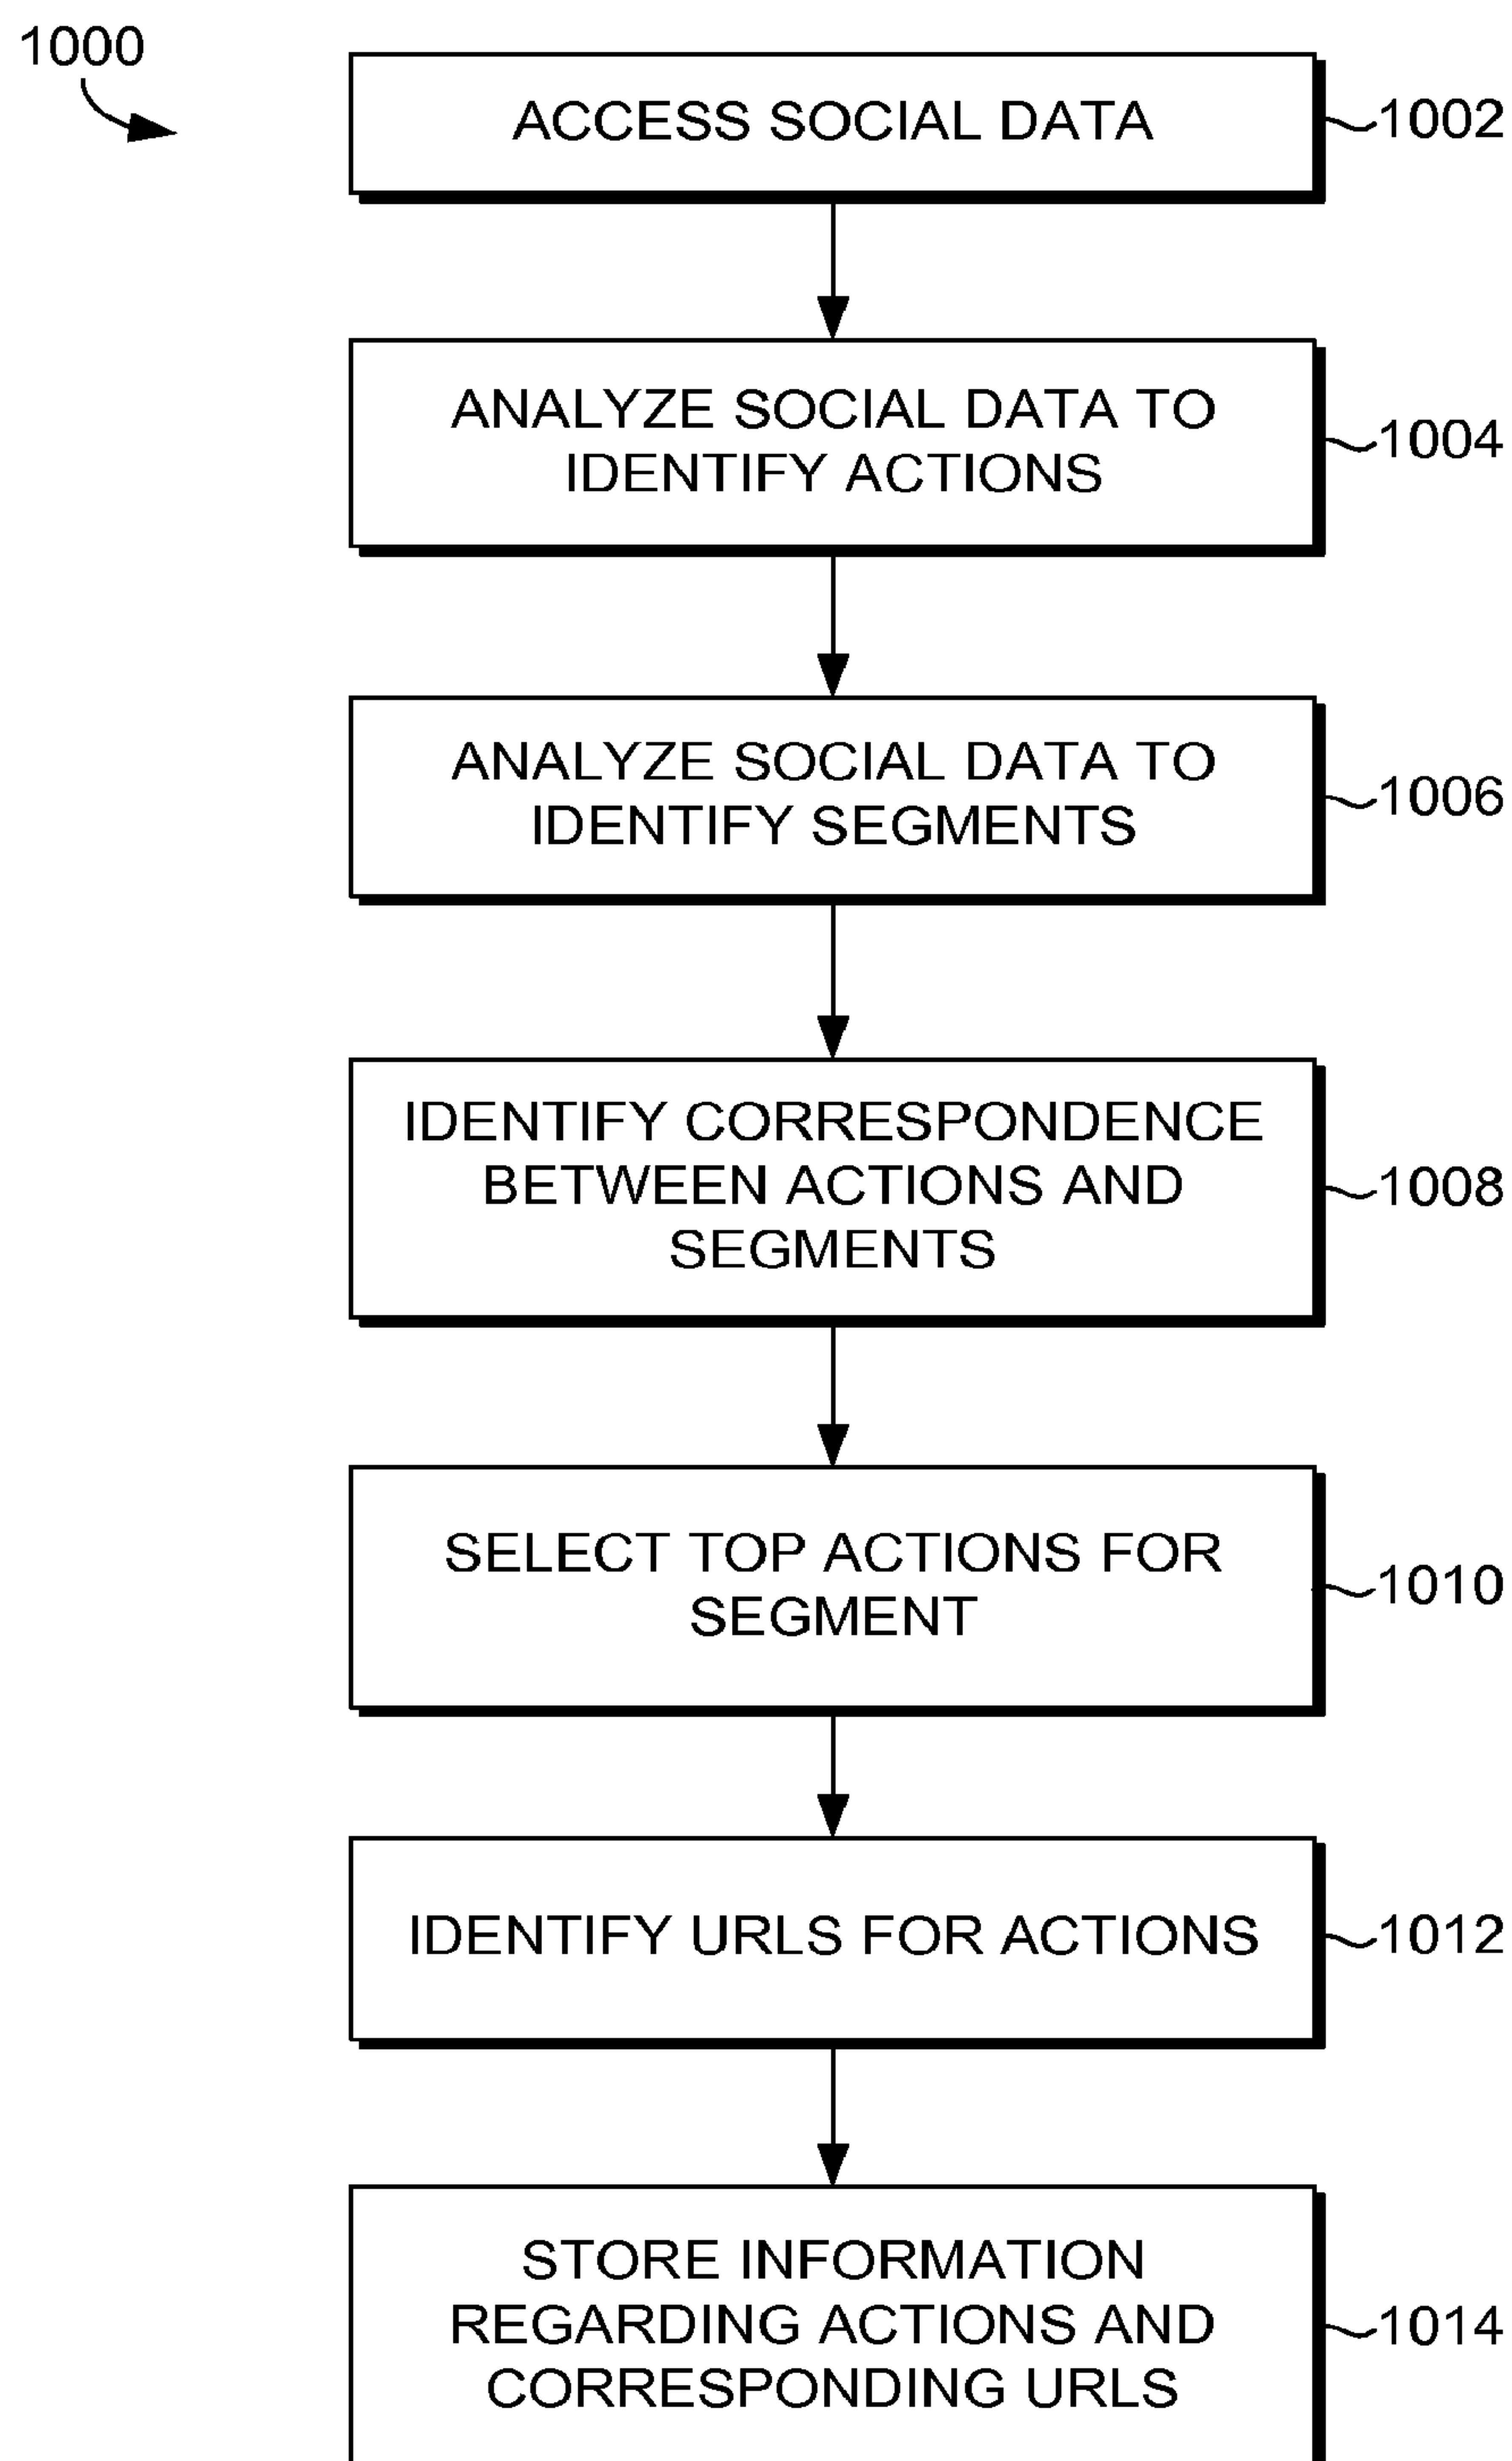 1000
ACCESS SOCIAL DATA
1002
ANALYZE SOCIAL DATA TO
IDENTIFY ACTIONS
1004
ANALYZE SOCIAL DATA TO
IDENTIFY SEGMENTS
1006
IDENTIFY CORRESPONDENCE
BETWEEN ACTIONS AND
SEGMENTS
1008
SELECT TOP ACTIONS FOR
SEGMENT
1010
IDENTIFY URLS FOR ACTIONS
1012
STORE INFORMATION
REGARDING ACTIONS AND
CORRESPONDING URLS
1014